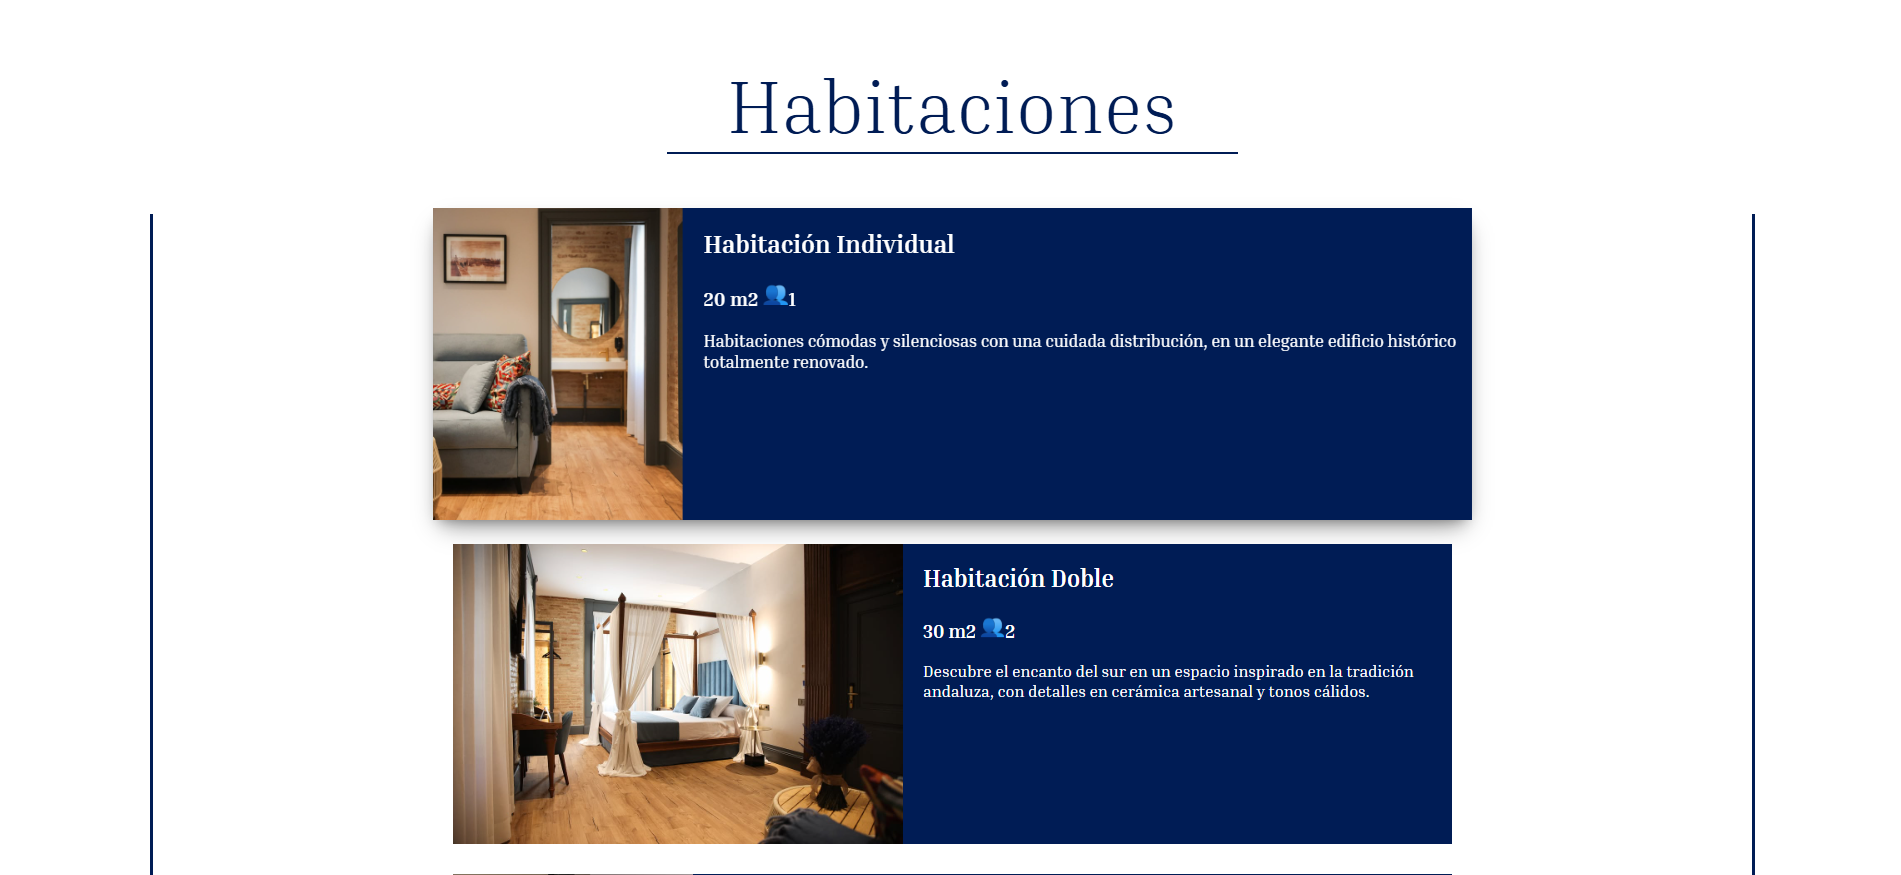 Habitaciones
Habitación Individual
20 m2 👥1
Habitaciones cómodas y silenciosas con una cuidada distribución, en un elegante edificio histórico
totalmente renovado.
Habitación Doble
30 m2 👥2
Descubre el encanto del sur en un espacio inspirado en la tradición
andaluza, con detalles en cerámica artesanal y tonos cálidos.